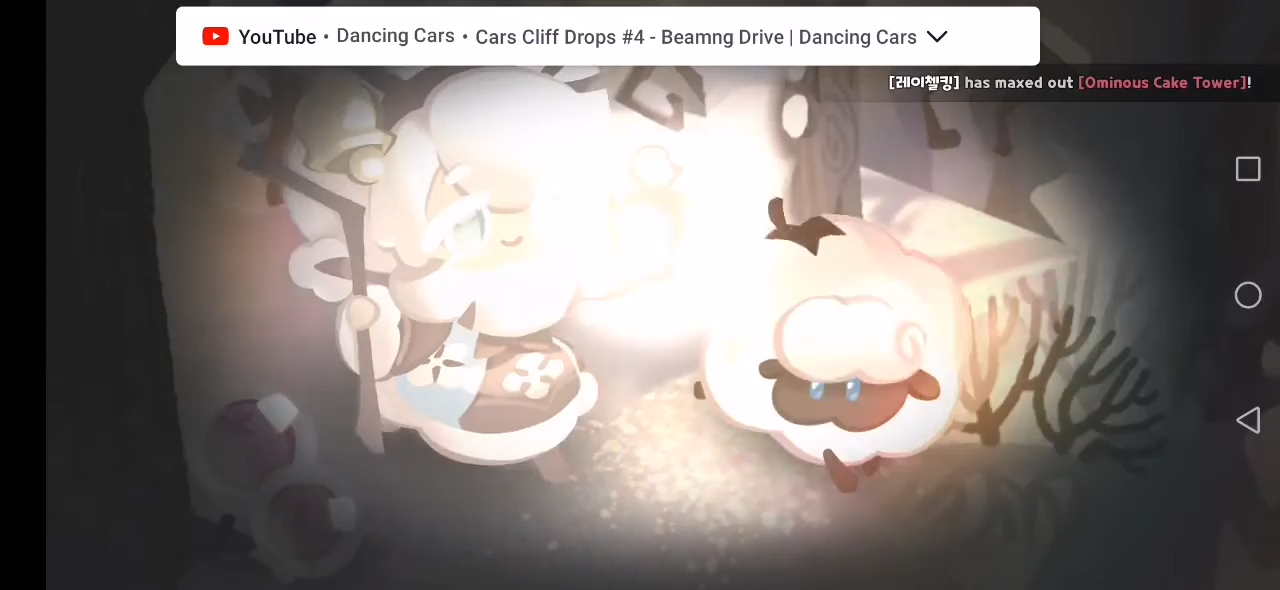 YouTube • Dancing Cars • Cars Cliff Drops #4 - Beamng Drive | Dancing Cars
[레이첼킹] has maxed out [Ominous Cake Tower]!